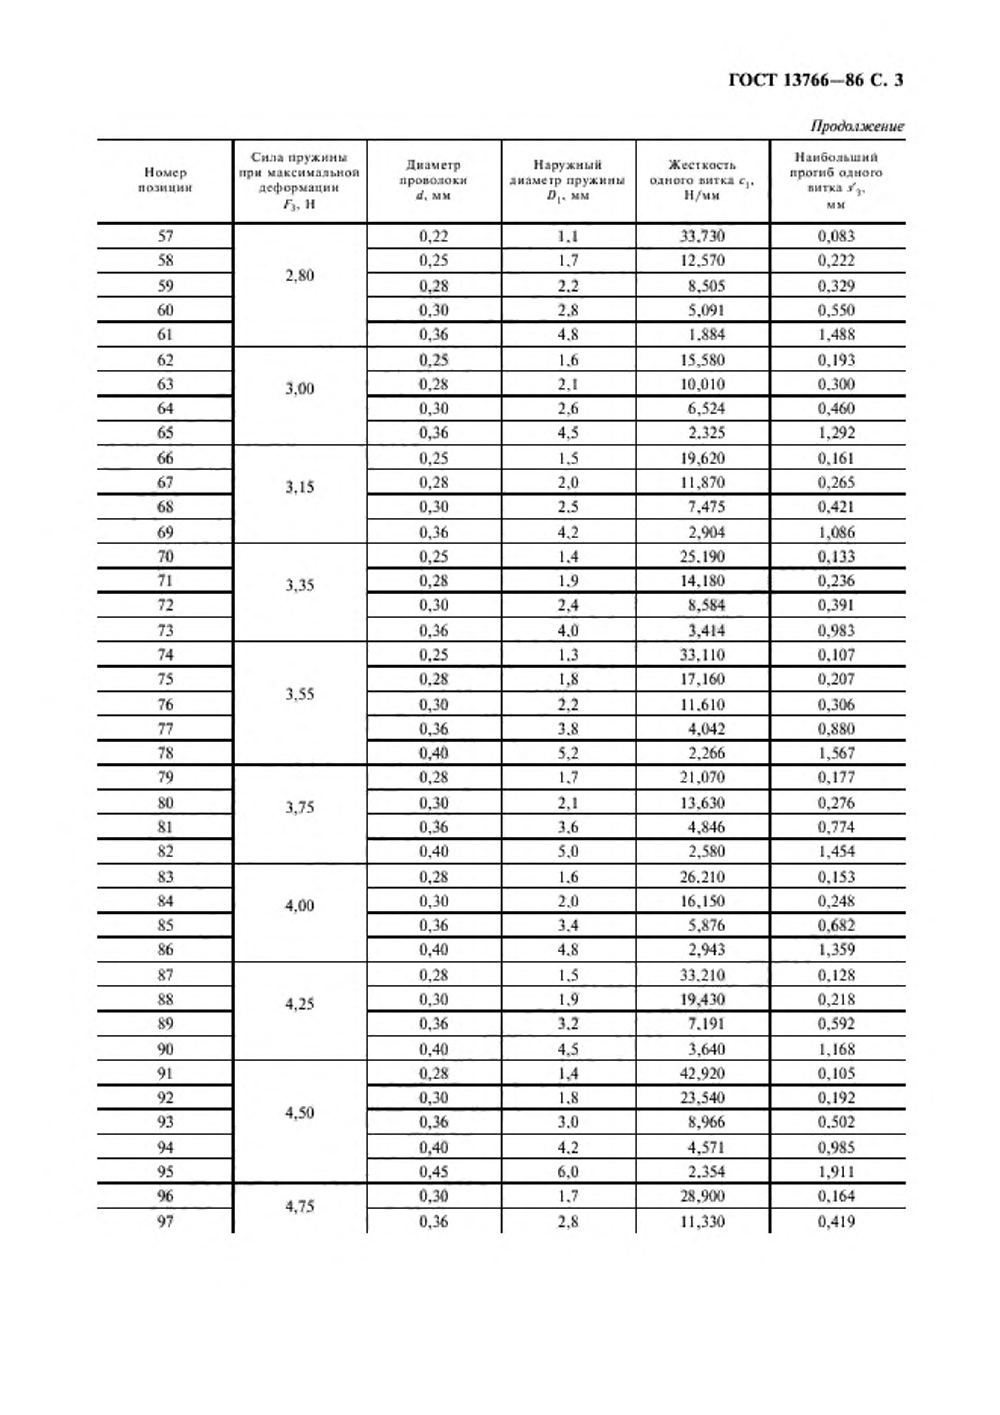 ГОСТ 13766—86 С. 3
Продолжение
Номер позиции | Сила пружины при максимальной деформации F₃, Н | Диаметр проволоки d, мм | Наружный диаметр пружины D₁, мм | Жесткость одного витка c₁, Н/мм | Наибольший прогиб одного витка s′₃, мм
57 | 2,80 | 0,22 | 1,1 | 33,730 | 0,083
58 | 0,25 | 1,7 | 12,570 | 0,222
59 | 0,28 | 2,2 | 8,505 | 0,329
60 | 0,30 | 2,8 | 5,091 | 0,550
61 | 0,36 | 4,8 | 1,884 | 1,488
62 | 3,00 | 0,25 | 1,6 | 15,580 | 0,193
63 | 0,28 | 2,1 | 10,010 | 0,300
64 | 0,30 | 2,6 | 6,524 | 0,460
65 | 0,36 | 4,5 | 2,325 | 1,292
66 | 3,15 | 0,25 | 1,5 | 19,620 | 0,161
67 | 0,28 | 2,0 | 11,870 | 0,265
68 | 0,30 | 2,5 | 7,475 | 0,421
69 | 0,36 | 4,2 | 2,904 | 1,086
70 | 3,35 | 0,25 | 1,4 | 25,190 | 0,133
71 | 0,28 | 1,9 | 14,180 | 0,236
72 | 0,30 | 2,4 | 8,584 | 0,391
73 | 0,36 | 4,0 | 3,414 | 0,983
74 | 3,55 | 0,25 | 1,3 | 33,110 | 0,107
75 | 0,28 | 1,8 | 17,160 | 0,207
76 | 0,30 | 2,2 | 11,610 | 0,306
77 | 0,36 | 3,8 | 4,042 | 0,880
78 | 0,40 | 5,2 | 2,266 | 1,567
79 | 3,75 | 0,28 | 1,7 | 21,070 | 0,177
80 | 0,30 | 2,1 | 13,630 | 0,276
81 | 0,36 | 3,6 | 4,846 | 0,774
82 | 0,40 | 5,0 | 2,580 | 1,454
83 | 4,00 | 0,28 | 1,6 | 26,210 | 0,153
84 | 0,30 | 2,0 | 16,150 | 0,248
85 | 0,36 | 3,4 | 5,876 | 0,682
86 | 0,40 | 4,8 | 2,943 | 1,359
87 | 4,25 | 0,28 | 1,5 | 33,210 | 0,128
88 | 0,30 | 1,9 | 19,430 | 0,218
89 | 0,36 | 3,2 | 7,191 | 0,592
90 | 0,40 | 4,5 | 3,640 | 1,168
91 | 4,50 | 0,28 | 1,4 | 42,920 | 0,105
92 | 0,30 | 1,8 | 23,540 | 0,192
93 | 0,36 | 3,0 | 8,966 | 0,502
94 | 0,40 | 4,2 | 4,571 | 0,985
95 | 0,45 | 6,0 | 2,354 | 1,911
96 | 4,75 | 0,30 | 1,7 | 28,900 | 0,164
97 | 0,36 | 2,8 | 11,330 | 0,419